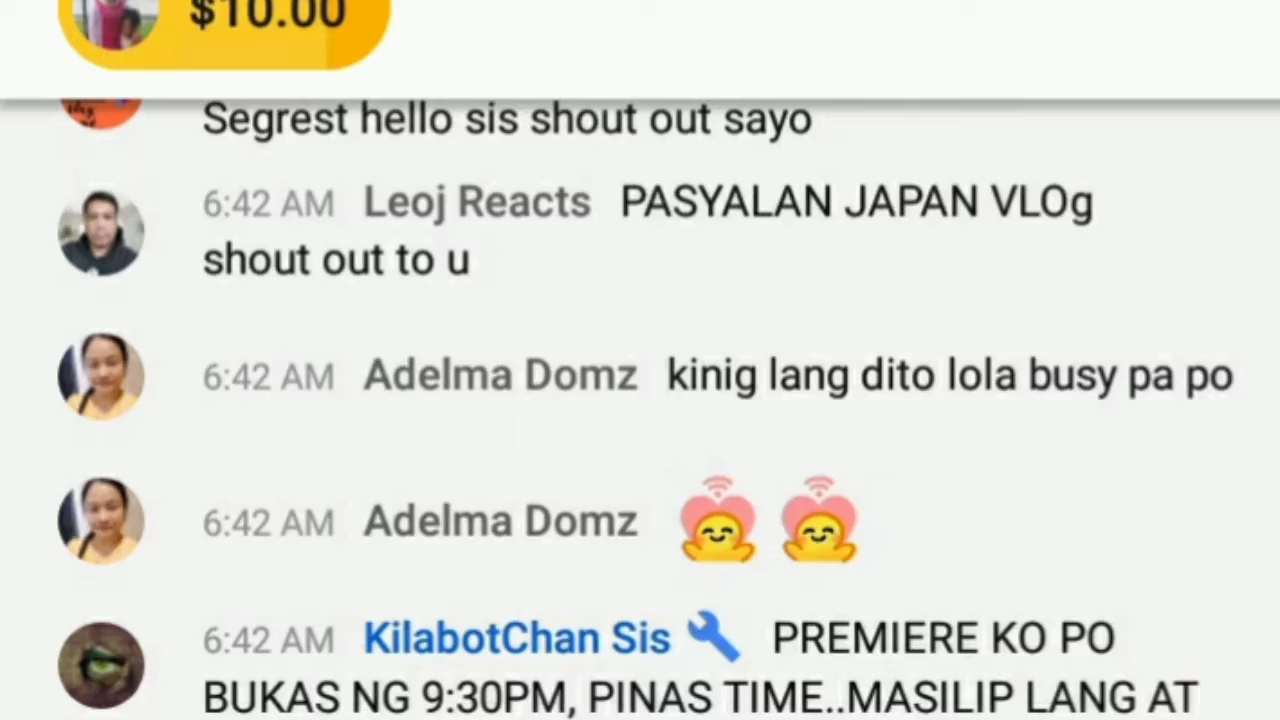 $10.00
Segrest hello sis shout out sayo
6:42 AM Leoj Reacts PASYALAN JAPAN VLOg
shout out to u
6:42 AM Adelma Domz kinig lang dito lola busy pa po
6:42 AM Adelma Domz
6:42 AM KilabotChan Sis PREMIERE KO PO
BUKAS NG 9:30PM, PINAS TIME..MASILIP LANG AT